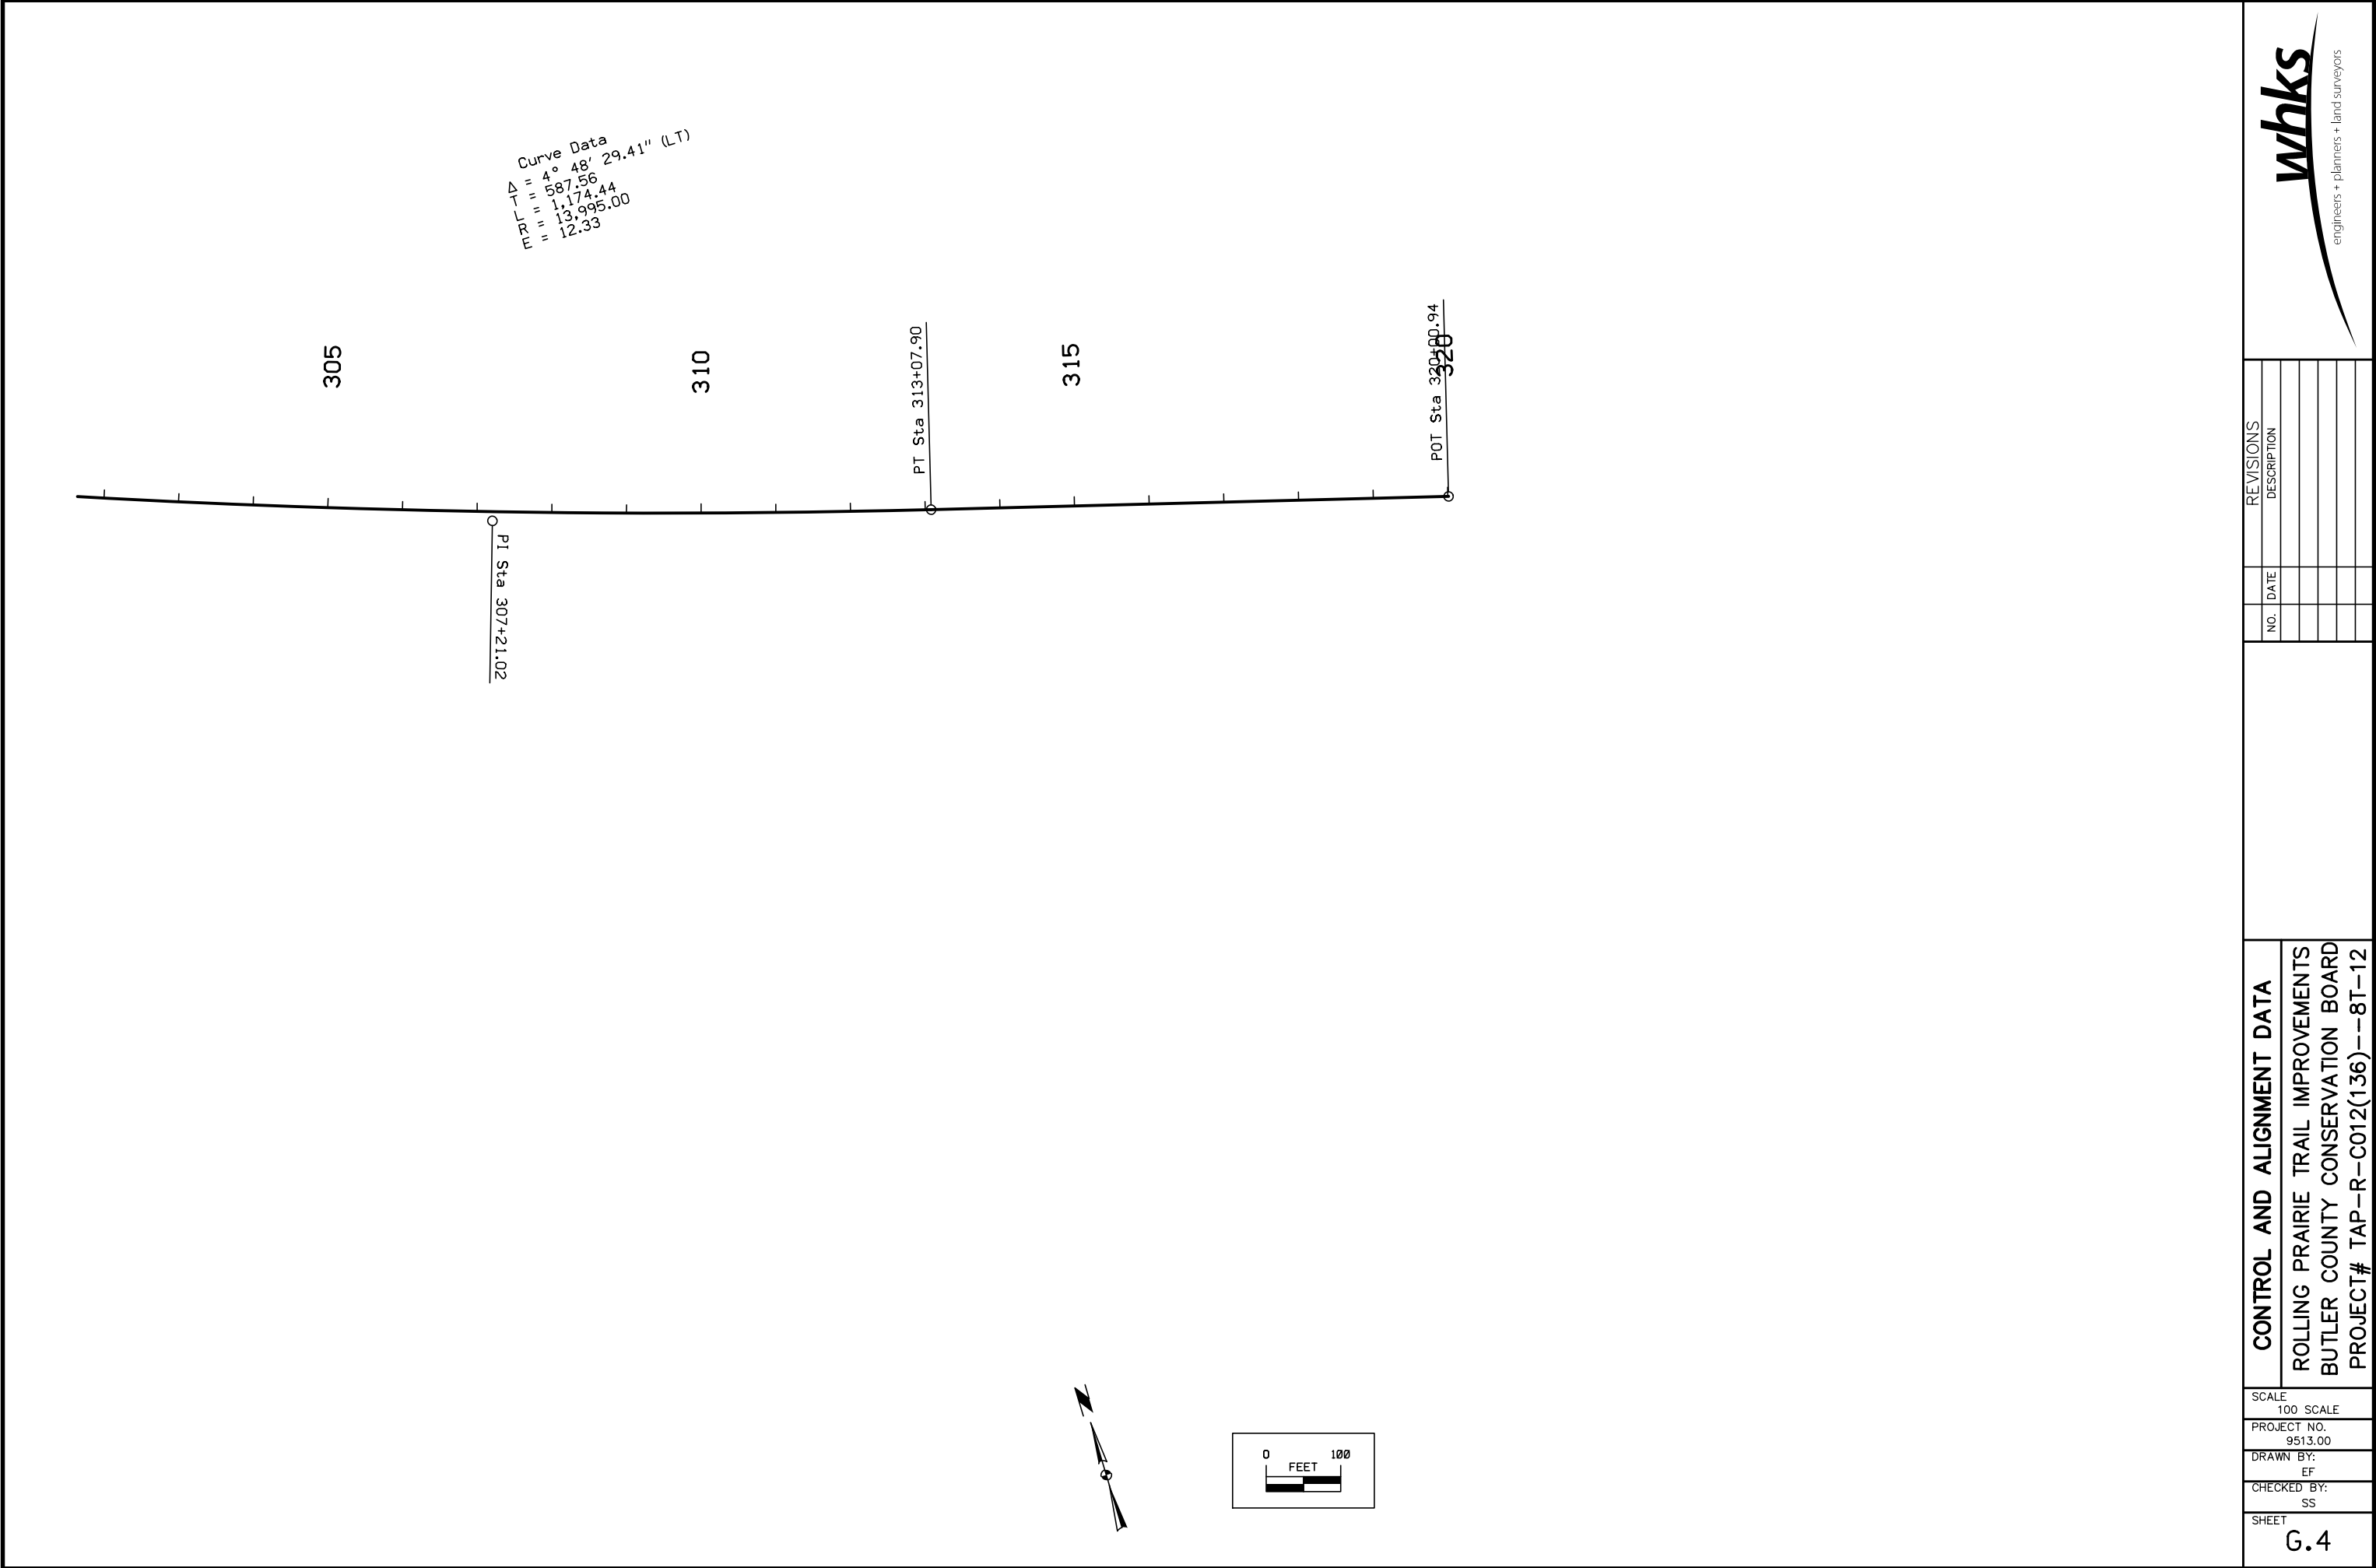 Curve Data
Δ = 4° 48' 29.41" (LT)
T = 587.56
L = 1,174.44
R = 13,995.00
E = 12.33
305
310
PT Sta 313+07.90
315
POT Sta 320+00.94
320
PI Sta 307+21.02
N
0 100
FEET
whks
engineers + planners + land surveyors
REVISIONS
NO. DATE DESCRIPTION
CONTROL AND ALIGNMENT DATA
ROLLING PRAIRIE TRAIL IMPROVEMENTS
BUTLER COUNTY CONSERVATION BOARD
PROJECT# TAP-R-C012(136)--8T-12
SCALE
100 SCALE
PROJECT NO.
9513.00
DRAWN BY:
EF
CHECKED BY:
SS
SHEET
G.4